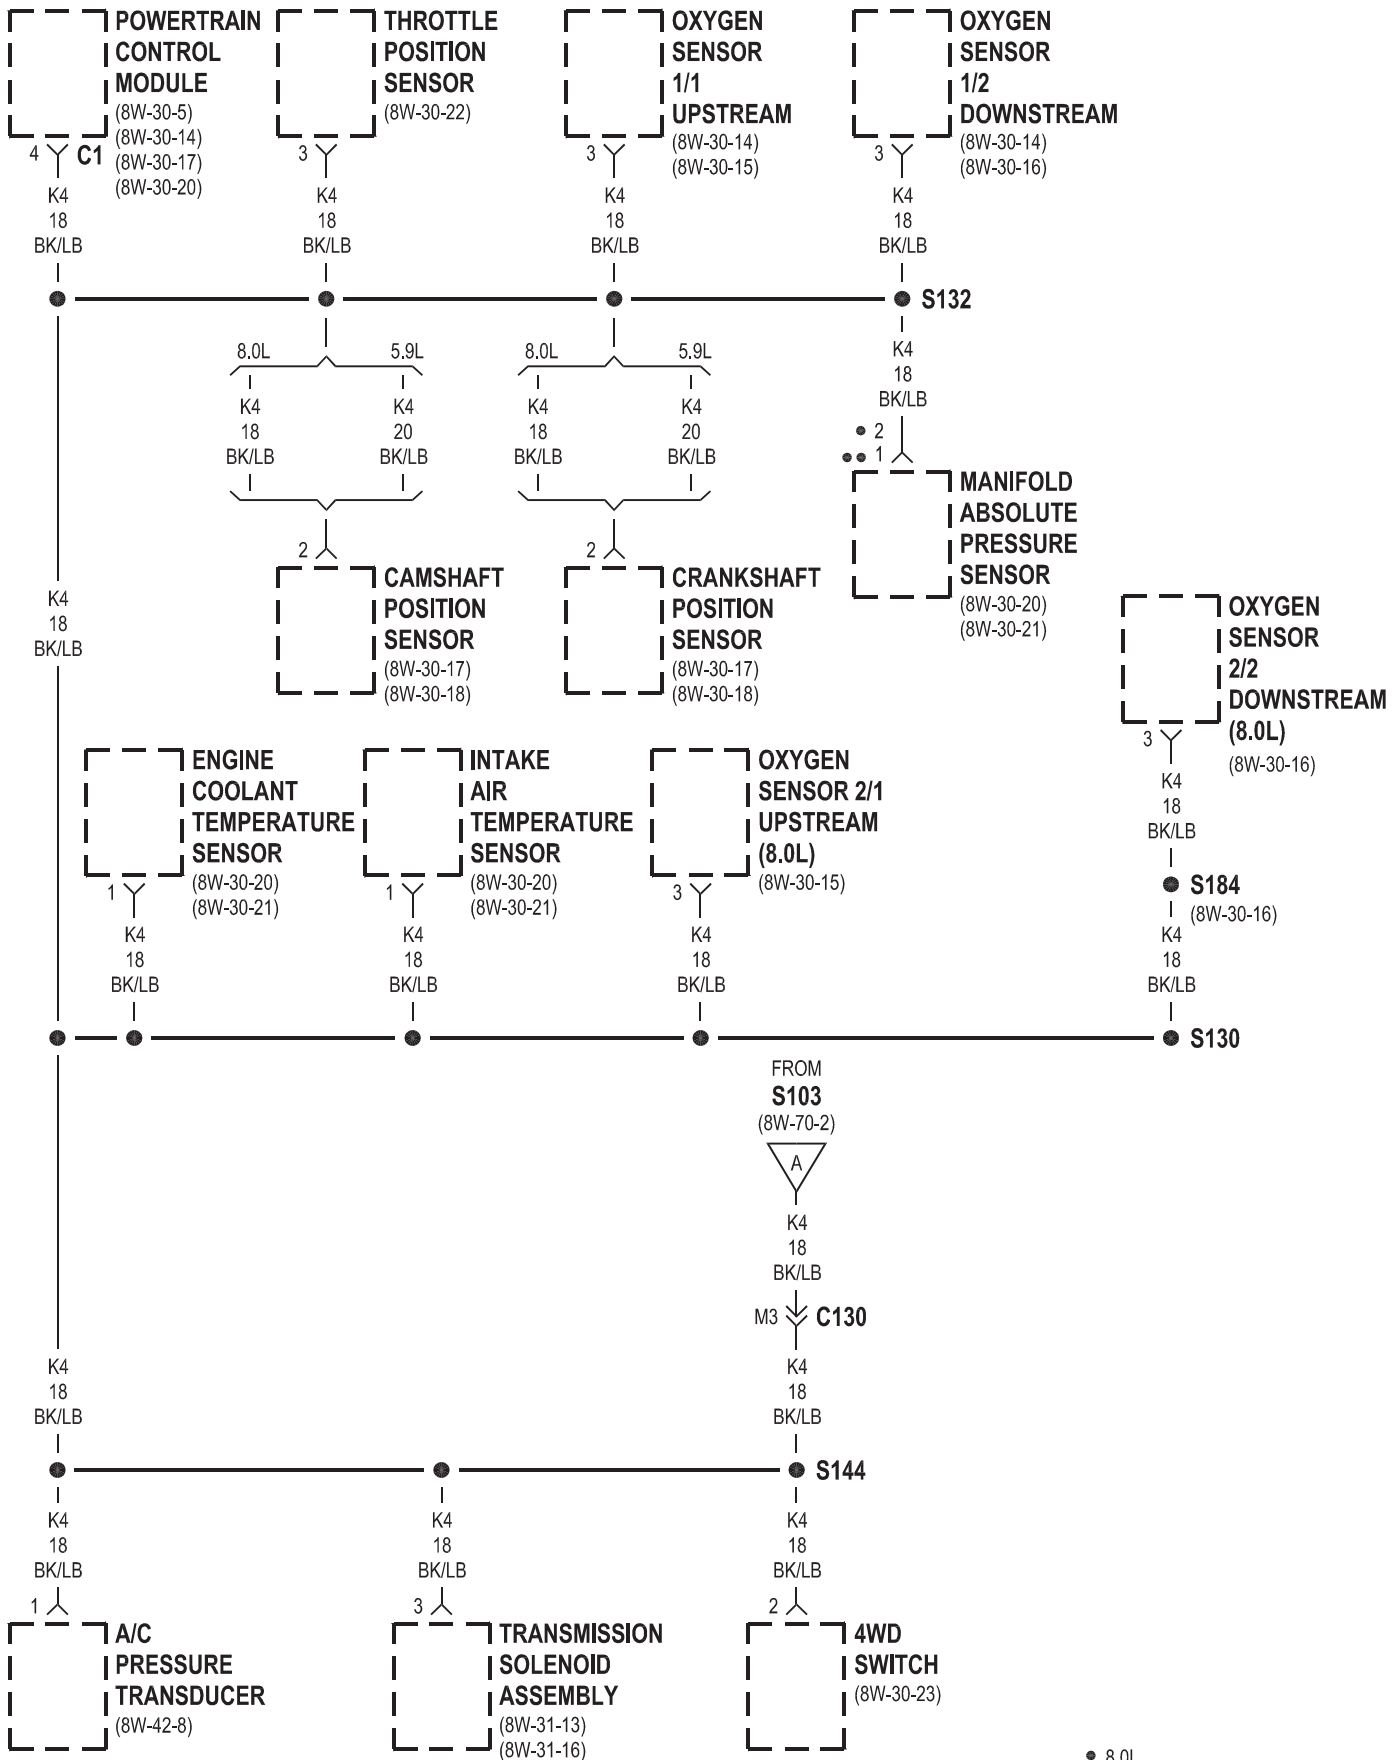 POWERTRAIN
CONTROL
MODULE
(8W-30-5)
(8W-30-14)
(8W-30-17)
(8W-30-20)
4
C1
K4
18
BK/LB
THROTTLE
POSITION
SENSOR
(8W-30-22)
3
K4
18
BK/LB
OXYGEN
SENSOR
1/1
UPSTREAM
(8W-30-14)
(8W-30-15)
3
K4
18
BK/LB
OXYGEN
SENSOR
1/2
DOWNSTREAM
(8W-30-14)
(8W-30-16)
3
K4
18
BK/LB
S132
8.0L
5.9L
K4
18
BK/LB
K4
20
BK/LB
2
CAMSHAFT
POSITION
SENSOR
(8W-30-17)
(8W-30-18)
8.0L
5.9L
K4
18
BK/LB
K4
20
BK/LB
2
CRANKSHAFT
POSITION
SENSOR
(8W-30-17)
(8W-30-18)
K4
18
BK/LB
● 2
●● 1
MANIFOLD
ABSOLUTE
PRESSURE
SENSOR
(8W-30-20)
(8W-30-21)
K4
18
BK/LB
OXYGEN
SENSOR
2/2
DOWNSTREAM
(8.0L)
(8W-30-16)
3
K4
18
BK/LB
S184
(8W-30-16)
K4
18
BK/LB
ENGINE
COOLANT
TEMPERATURE
SENSOR
(8W-30-20)
(8W-30-21)
1
K4
18
BK/LB
INTAKE
AIR
TEMPERATURE
SENSOR
(8W-30-20)
(8W-30-21)
1
K4
18
BK/LB
OXYGEN
SENSOR 2/1
UPSTREAM
(8.0L)
(8W-30-15)
3
K4
18
BK/LB
S130
FROM
S103
(8W-70-2)
A
K4
18
BK/LB
M3
C130
K4
18
BK/LB
K4
18
BK/LB
S144
K4
18
BK/LB
1
A/C
PRESSURE
TRANSDUCER
(8W-42-8)
K4
18
BK/LB
3
TRANSMISSION
SOLENOID
ASSEMBLY
(8W-31-13)
(8W-31-16)
K4
18
BK/LB
2
4WD
SWITCH
(8W-30-23)
● 8.0L